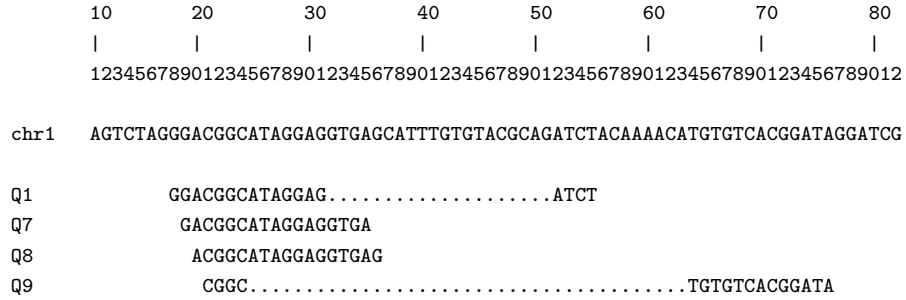 10 20 30 40 50 60 70 80
| | | | | | | |
123456789012345678901234567890123456789012345678901234567890123456789012
chr1 AGTCTAGGGACGGCATAGGAGGTGAGCATTTGTGTACGCAGATCTACAAAACATGTGTCACGGATAGGATCG
Q1 GGACGGCATAGGAG....................ATCT
Q7 GACGGCATAGGAGGTGA
Q8 ACGGCATAGGAGGTGAG
Q9 CGGC.......................................TGTGTCACGGATA